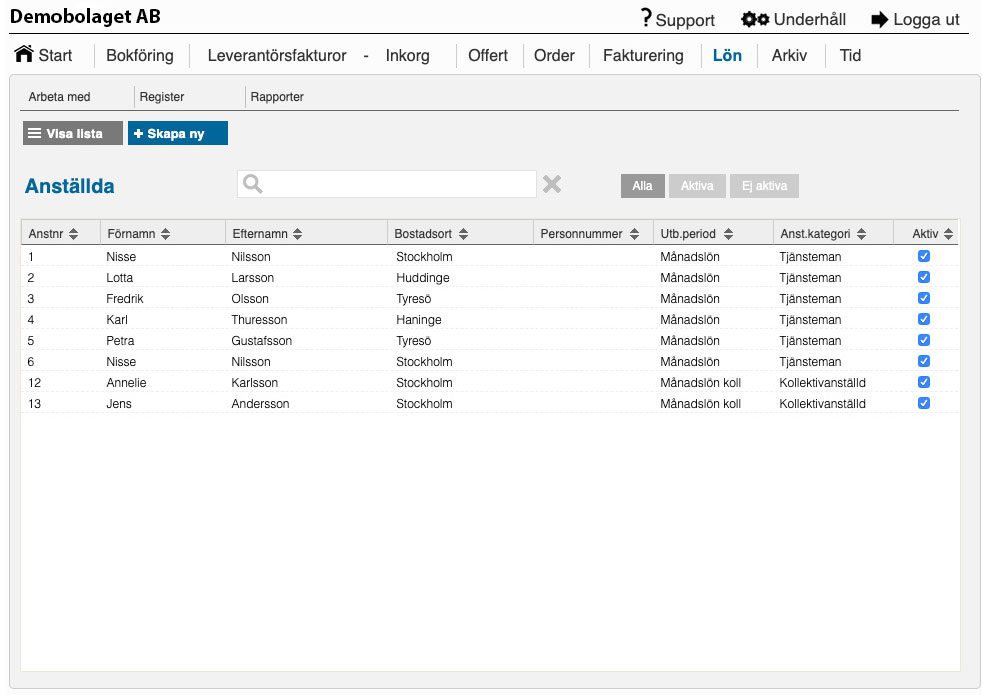 Demobolaget AB
? Support Underhåll Logga ut
Start Bokföring Leverantörsfakturor - Inkorg Offert Order Fakturering Lön Arkiv Tid
Arbeta med Register Rapporter
Visa lista + Skapa ny
Anställda Alla Aktiva Ej aktiva
Anstnr Förnamn Efternamn Bostadsort Personnummer Utb.period Anst.kategori Aktiv
1 Nisse Nilsson Stockholm Månadslön Tjänsteman
2 Lotta Larsson Huddinge Månadslön Tjänsteman
3 Fredrik Olsson Tyresö Månadslön Tjänsteman
4 Karl Thuresson Haninge Månadslön Tjänsteman
5 Petra Gustafsson Tyresö Månadslön Tjänsteman
6 Nisse Nilsson Stockholm Månadslön Tjänsteman
12 Annelie Karlsson Stockholm Månadslön koll Kollektivanställd
13 Jens Andersson Stockholm Månadslön koll Kollektivanställd